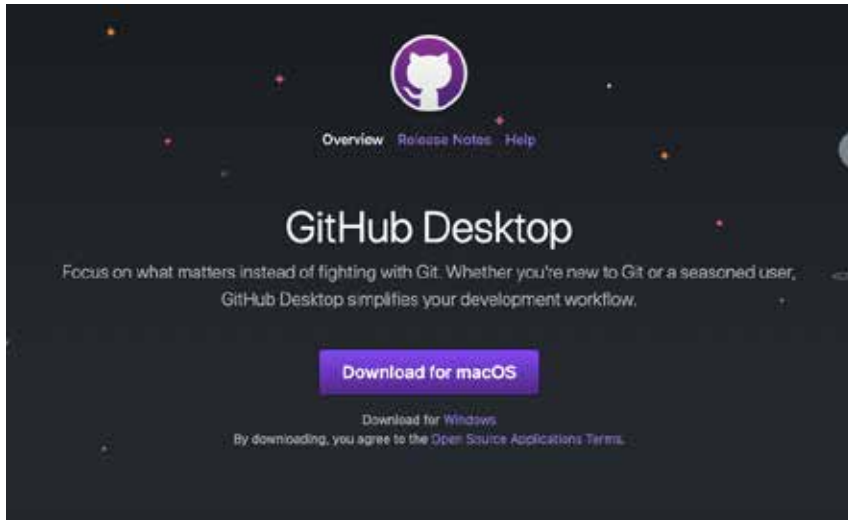 Overview Release Notes Help
GitHub Desktop
Focus on what matters instead of fighting with Git. Whether you're new to Git or a seasoned user,
GitHub Desktop simplifies your development workflow.
Download for macOS
Download for Windows
By downloading, you agree to the Open Source Applications Terms.